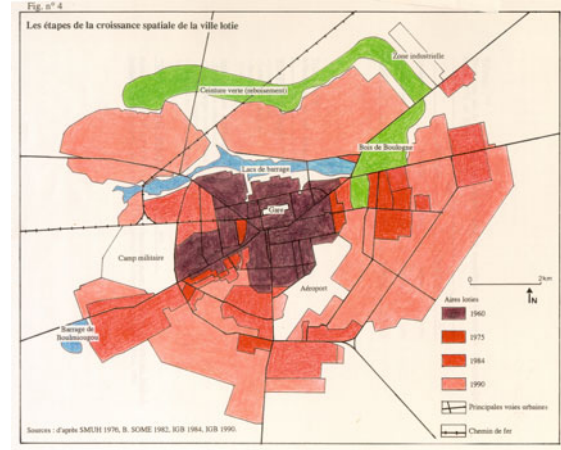 Fig. nº 4
Les étapes de la croissance spatiale de la ville lotie
Zone industrielle
Ceinture verte (reboisement)
Bois de Boulogne
Lacs de barrage
Gare
Camp militaire
Aéroport
0 2km
N
Aires loties
1960
1975
1984
1990
Barrage de
Boulmiougou
Principales voies urbaines
Chemin de fer
Sources : d'après SMUH 1976, B. SOME 1982, IGB 1984, IGB 1990.